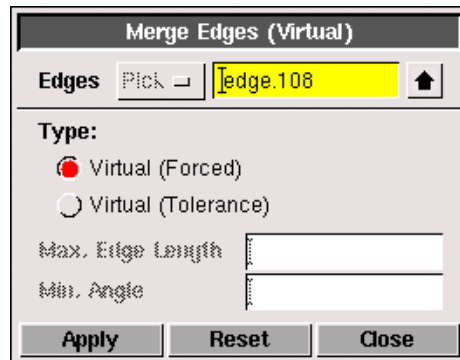 Merge Edges (Virtual)
Edges Pick edge.108
Type:
Virtual (Forced)
Virtual (Tolerance)
Max. Edge Length
Min. Angle
Apply Reset Close